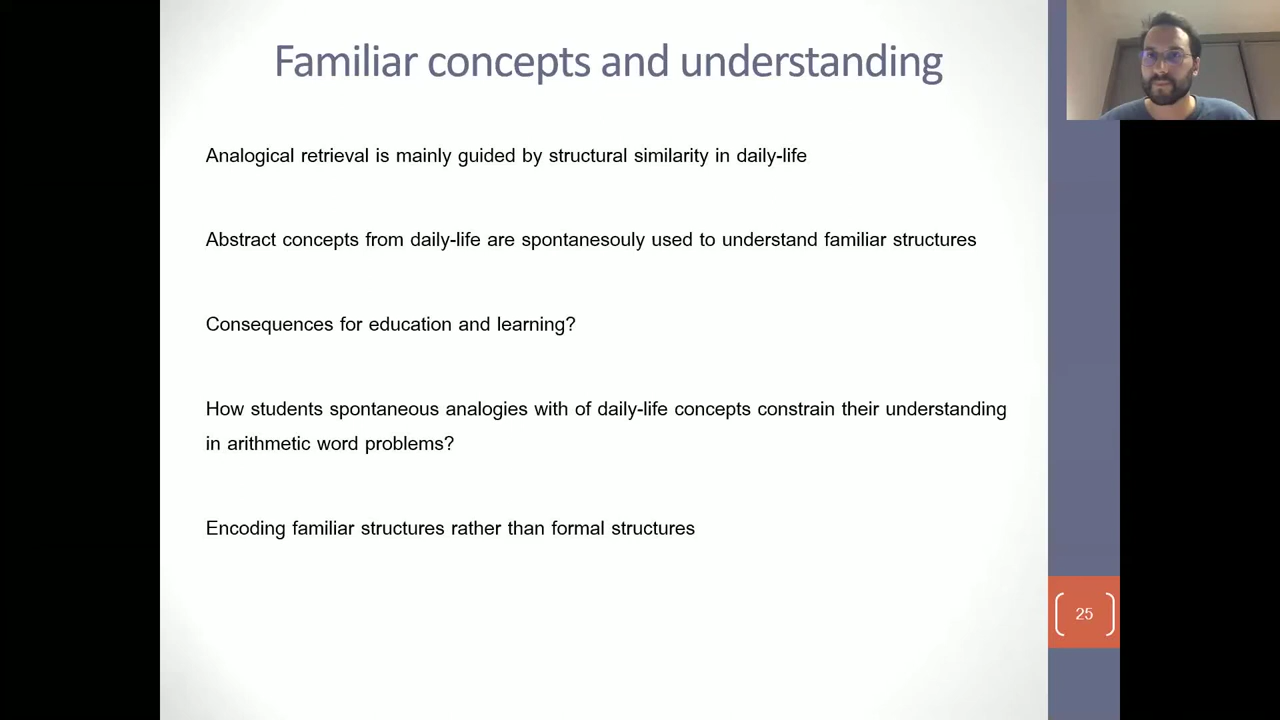 Familiar concepts and understanding
Analogical retrieval is mainly guided by structural similarity in daily-life
Abstract concepts from daily-life are spontanesouly used to understand familiar structures
Consequences for education and learning?
How students spontaneous analogies with of daily-life concepts constrain their understanding
in arithmetic word problems?
Encoding familiar structures rather than formal structures
25